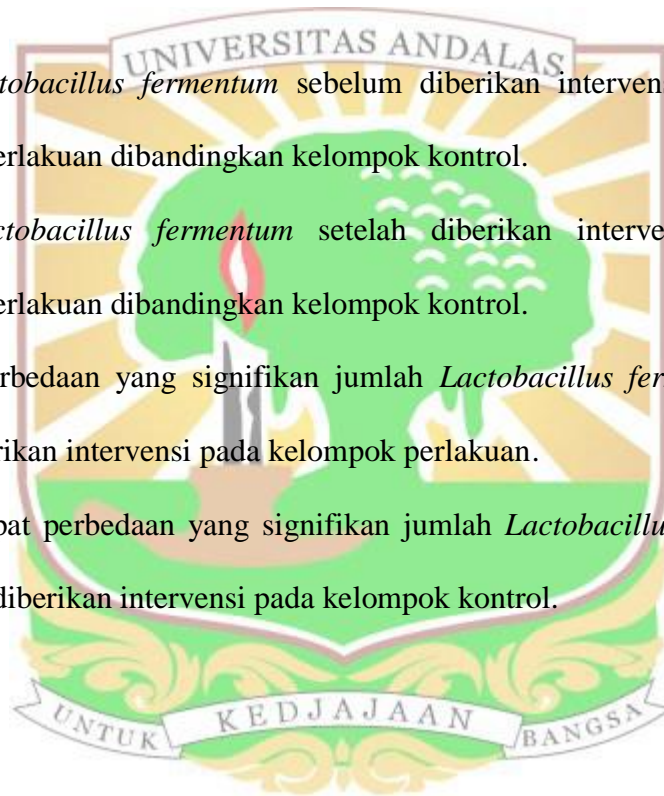 UNIVERSITAS ANDALAS
tobacillus fermentum sebelum diberikan interven
erlakuan dibandingkan kelompok kontrol.
ctobacillus fermentum setelah diberikan interve
erlakuan dibandingkan kelompok kontrol.
rbedaan yang signifikan jumlah Lactobacillus fer
rikan intervensi pada kelompok perlakuan.
pat perbedaan yang signifikan jumlah Lactobacillu
diberikan intervensi pada kelompok kontrol.
UNTUK KEDJAJAAN BANGSA